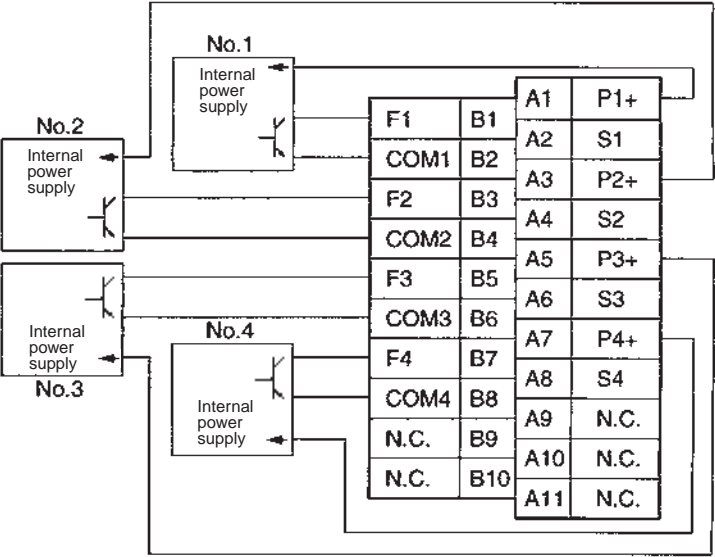 No.1
Internal
power
supply
No.2
Internal
power
supply
Internal
power
supply
No.3
No.4
Internal
power
supply
F1 B1
COM1 B2
F2 B3
COM2 B4
F3 B5
COM3 B6
F4 B7
COM4 B8
N.C. B9
N.C. B10
A1 P1+
A2 S1
A3 P2+
A4 S2
A5 P3+
A6 S3
A7 P4+
A8 S4
A9 N.C.
A10 N.C.
A11 N.C.